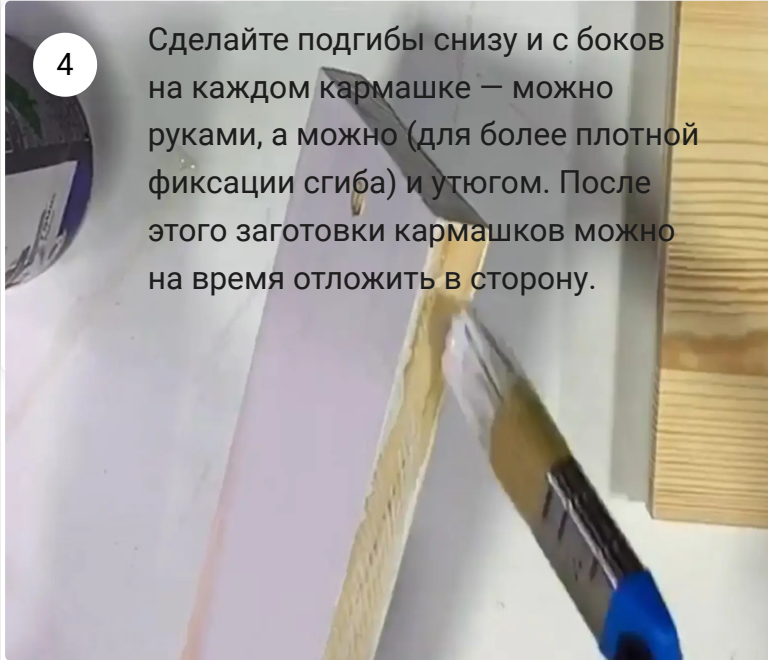 4
Сделайте подгибы снизу и с боков
на каждом кармашке — можно
руками, а можно (для более плотной
фиксации сгиба) и утюгом. После
этого заготовки кармашков можно
на время отложить в сторону.